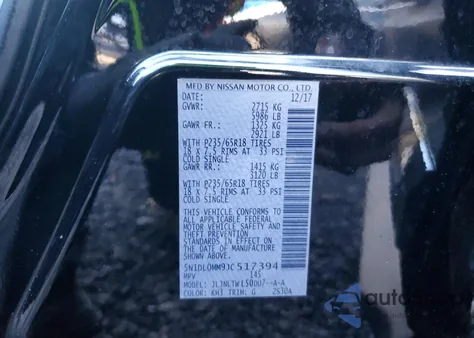 MFD BY NISSAN MOTOR CO., LTD.
DATE: 12/17
GVWR: 2715 KG
5986 LB
GAWR FR.: 1325 KG
2921 LB
WITH P235/65R18 TIRES
18 x 7.5 RIMS AT 33 PSI
COLD SINGLE
GAWR RR.: 1415 KG
3120 LB
WITH P235/65R18 TIRES
18 x 7.5 RIMS AT 33 PSI
COLD SINGLE
THIS VEHICLE CONFORMS TO
ALL APPLICABLE FEDERAL
MOTOR VEHICLE SAFETY AND
THEFT PREVENTION
STANDARDS IN EFFECT ON
THE DATE OF MANUFACTURE
SHOWN ABOVE.
5N1DL0MM9JC517394
MPV 145
MODEL:
COLOR: KH3 TRIM: G 2530A